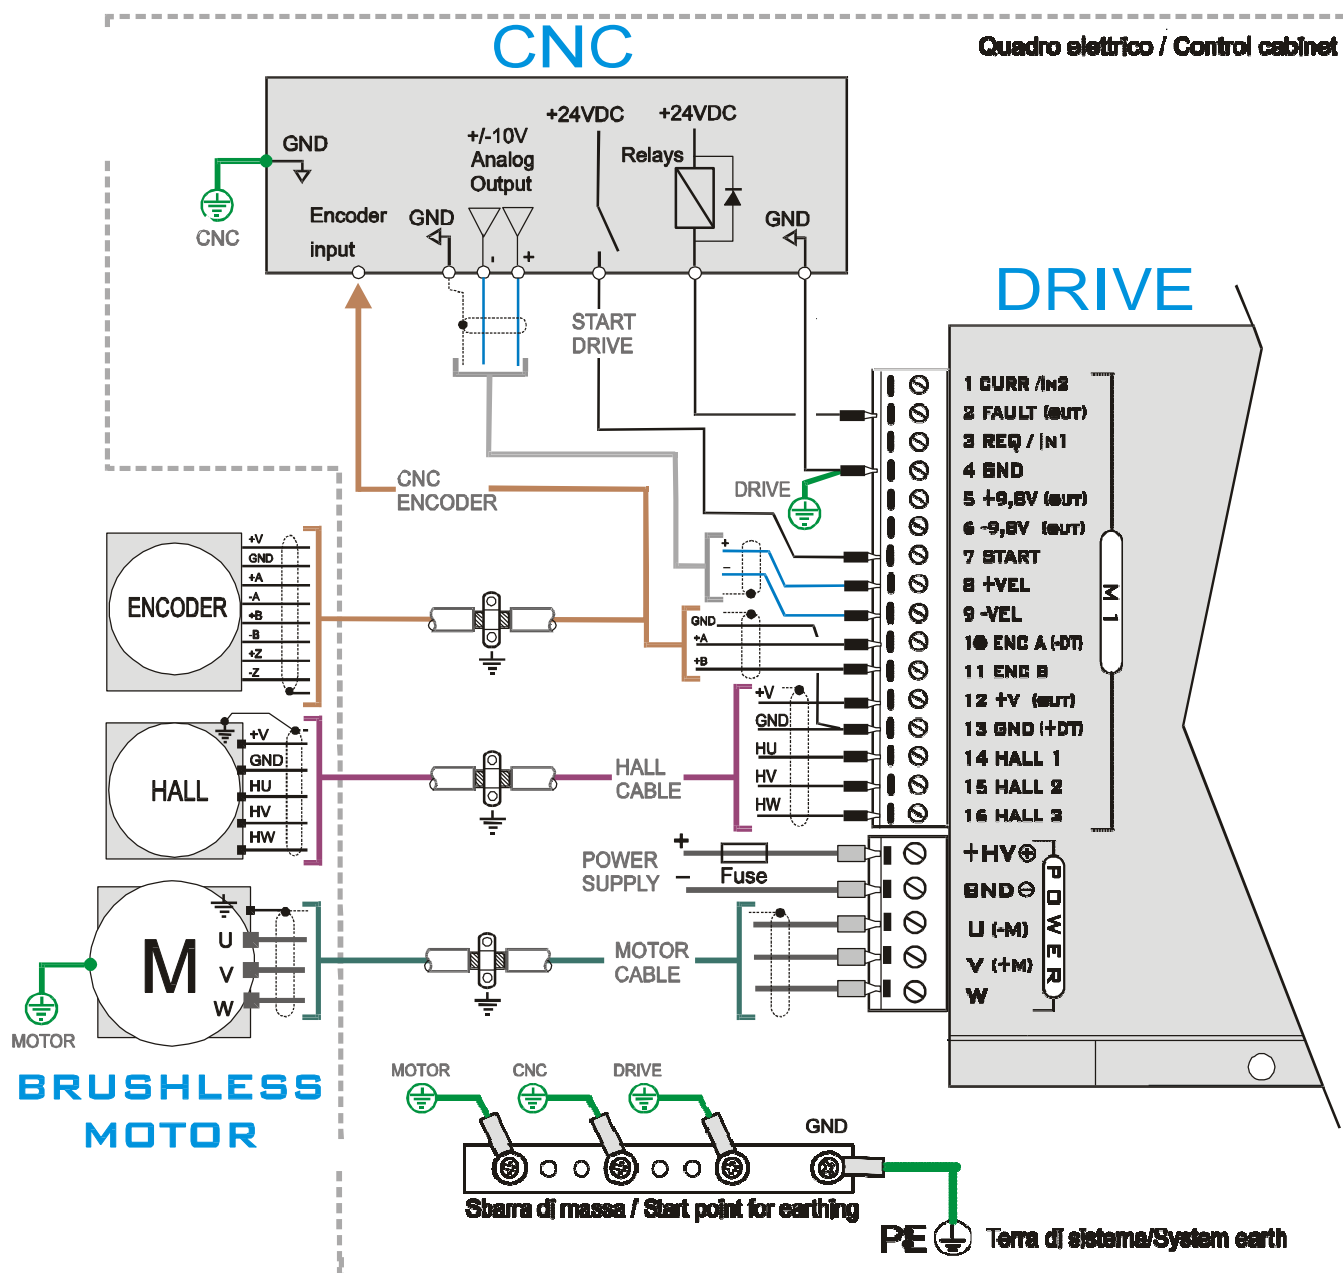 CNC
Quadro elettrico / Control cabinet
GND
+/-10V
Analog
Output
+24VDC
+24VDC
Relays
Encoder
input
GND
GND
- +
CNC
START
DRIVE
DRIVE
1 CURR /IN2
2 FAULT (OUT)
3 REQ / IN1
4 GND
5 +9,8V (OUT)
6 -9,8V (OUT)
7 START
8 +VEL
9 -VEL
10 ENC A (-DT)
11 ENC B
12 +V (OUT)
13 GND (+DT)
14 HALL 1
15 HALL 2
16 HALL 3
M 1
DRIVE
CNC
ENCODER
+
-
GND
+A
+B
ENCODER
+V
GND
+A
-A
+B
-B
+Z
-Z
HALL
+V
-
GND
HU
HV
HW
HALL
CABLE
+V
GND
HU
HV
HW
POWER
SUPPLY
+
-
Fuse
+HV ⊕
GND ⊖
U (-M)
V (+M)
W
POWER
M
U
V
W
MOTOR
CABLE
MOTOR
BRUSHLESS
MOTOR
MOTOR
CNC
DRIVE
GND
Sbarra di massa / Start point for earthing
PE
Terra di sistema/System earth